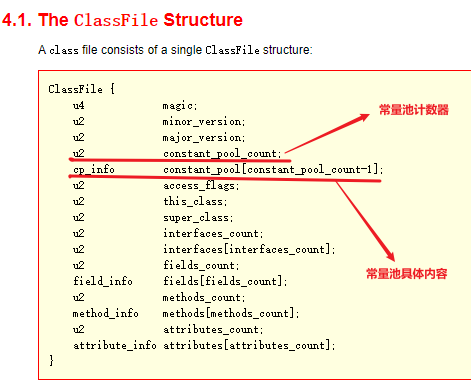 4.1. The ClassFile Structure
A class file consists of a single ClassFile structure:
ClassFile {
u4 magic;
u2 minor_version;
u2 major_version;
u2 constant_pool_count;
cp_info constant_pool[constant_pool_count-1];
u2 access_flags;
u2 this_class;
u2 super_class;
u2 interfaces_count;
u2 interfaces[interfaces_count];
u2 fields_count;
field_info fields[fields_count];
u2 methods_count;
method_info methods[methods_count];
u2 attributes_count;
attribute_info attributes[attributes_count];
}
常量池计数器
常量池具体内容